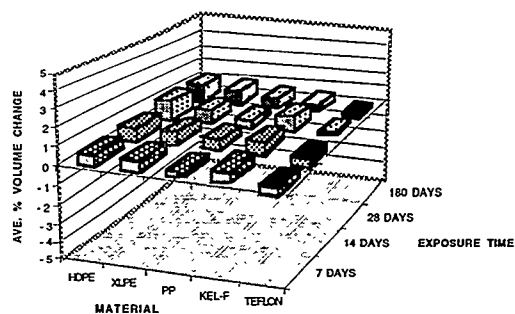 AVE. % VOLUME CHANGE
5
4
3
2
1
0
-1
-2
-3
-4
-5
HDPE
XLPE
PP
KEL-F
TEFLON
MATERIAL
7 DAYS
14 DAYS
28 DAYS
180 DAYS
EXPOSURE TIME